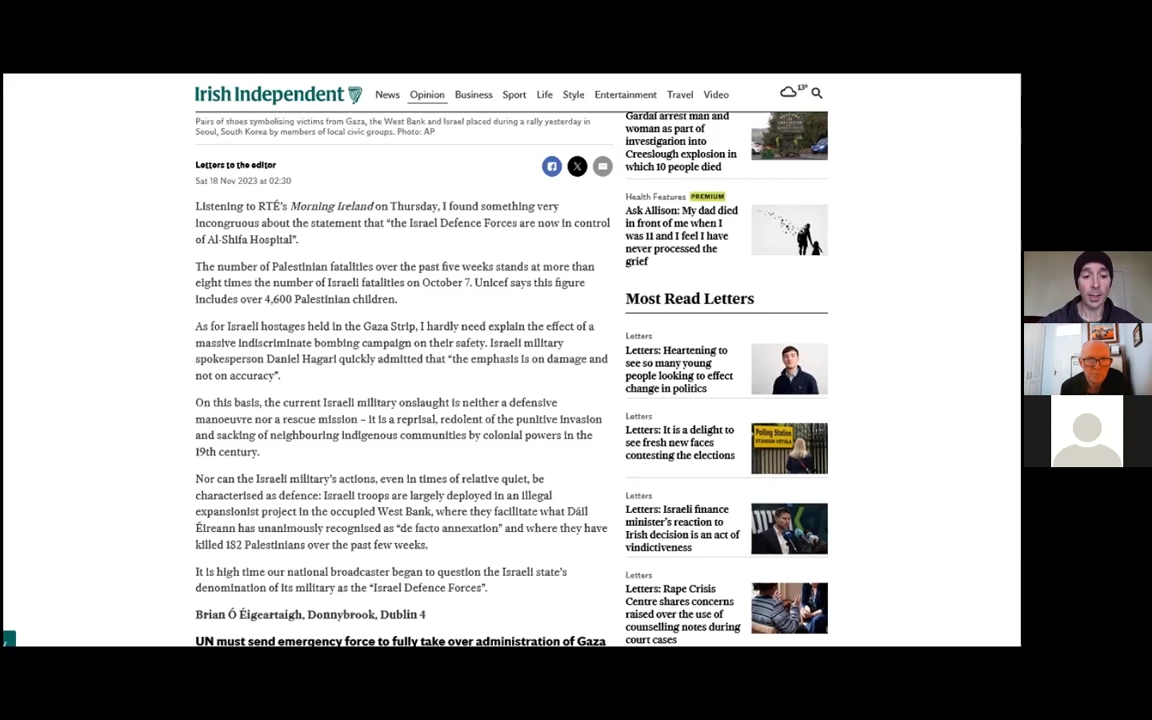 Irish Independent
News Opinion Business Sport Life Style Entertainment Travel Video
13°
Pairs of shoes symbolising victims from Gaza, the West Bank and Israel placed during a rally yesterday in
Seoul, South Korea by members of local civic groups. Photo: AP
Letters to the editor
Sat 18 Nov 2023 at 02:30
Listening to RTÉ's Morning Ireland on Thursday, I found something very
incongruous about the statement that “the Israel Defence Forces are now in control
of Al-Shifa Hospital”.
The number of Palestinian fatalities over the past five weeks stands at more than
eight times the number of Israeli fatalities on October 7. Unicef says this figure
includes over 4,600 Palestinian children.
As for Israeli hostages held in the Gaza Strip, I hardly need explain the effect of a
massive indiscriminate bombing campaign on their safety. Israeli military
spokesperson Daniel Hagari quickly admitted that “the emphasis is on damage and
not on accuracy”.
On this basis, the current Israeli military onslaught is neither a defensive
manoeuvre nor a rescue mission – it is a reprisal, redolent of the punitive invasion
and sacking of neighbouring indigenous communities by colonial powers in the
19th century.
Nor can the Israeli military's actions, even in times of relative quiet, be
characterised as defence: Israeli troops are largely deployed in an illegal
expansionist project in the occupied West Bank, where they facilitate what Dáil
Éireann has unanimously recognised as “de facto annexation” and where they have
killed 182 Palestinians over the past few weeks.
It is high time our national broadcaster began to question the Israeli state's
denomination of its military as the “Israel Defence Forces”.
Brian Ó Éigeartaigh, Donnybrook, Dublin 4
UN must send emergency force to fully take over administration of Gaza
Gardaí arrest man and
woman as part of
investigation into
Creeslough explosion in
which 10 people died
Health Features PREMIUM
Ask Allison: My dad died
in front of me when I
was 11 and I feel I have
never processed the
grief
Most Read Letters
Letters
Letters: Heartening to
see so many young
people looking to effect
change in politics
Letters
Letters: It is a delight to
see fresh new faces
contesting the elections
Polling Station
STÁISIÚN VÓTÁLA
Letters
Letters: Israeli finance
minister's reaction to
Irish decision is an act of
vindictiveness
Letters
Letters: Rape Crisis
Centre shares concerns
raised over the use of
counselling notes during
court cases